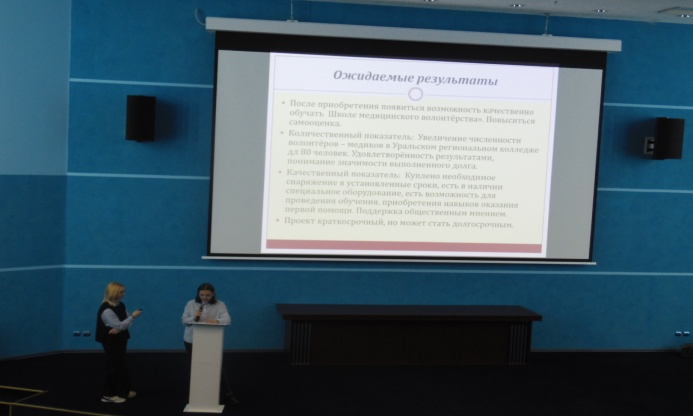 Ожидаемые результаты
• После приобретения появиться возможность качественно
обучать Школе медицинского волонтёрства». Повыситься
самооценка.
• Количественный показатель: Увеличение численности
волонтёров – медиков в Уральском региональном колледже
дл 80 человек. Удовлетворённость результатами,
понимание значимости выполненного долга.
• Качественный показатель: Куплено необходимое
снаряжение в установленные сроки, есть в наличии
специальное оборудование, есть возможность для
проведения обучения, приобретения навыков оказания
первой помощи. Поддержка общественным мнением.
• Проект краткосрочный, но может стать долгосрочным.